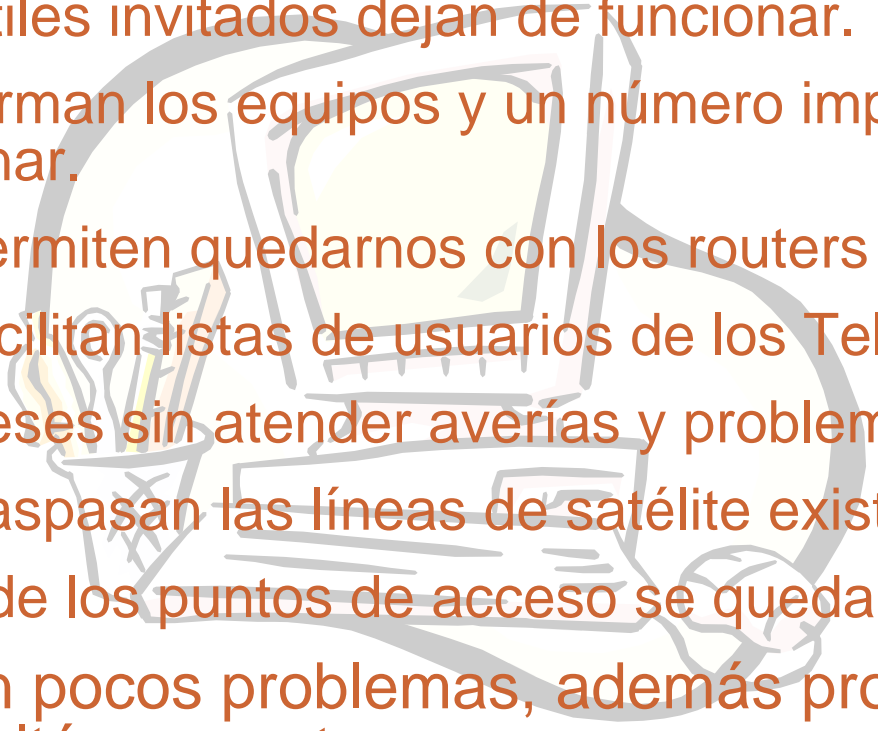 tiles invitados dejan de funcionar.
rman los equipos y un número imp
nar.
ermiten quedarnos con los routers
cilitan listas de usuarios de los Tel
eses sin atender averías y problem
aspasan las líneas de satélite exist
de los puntos de acceso se queda
n pocos problemas, además pro